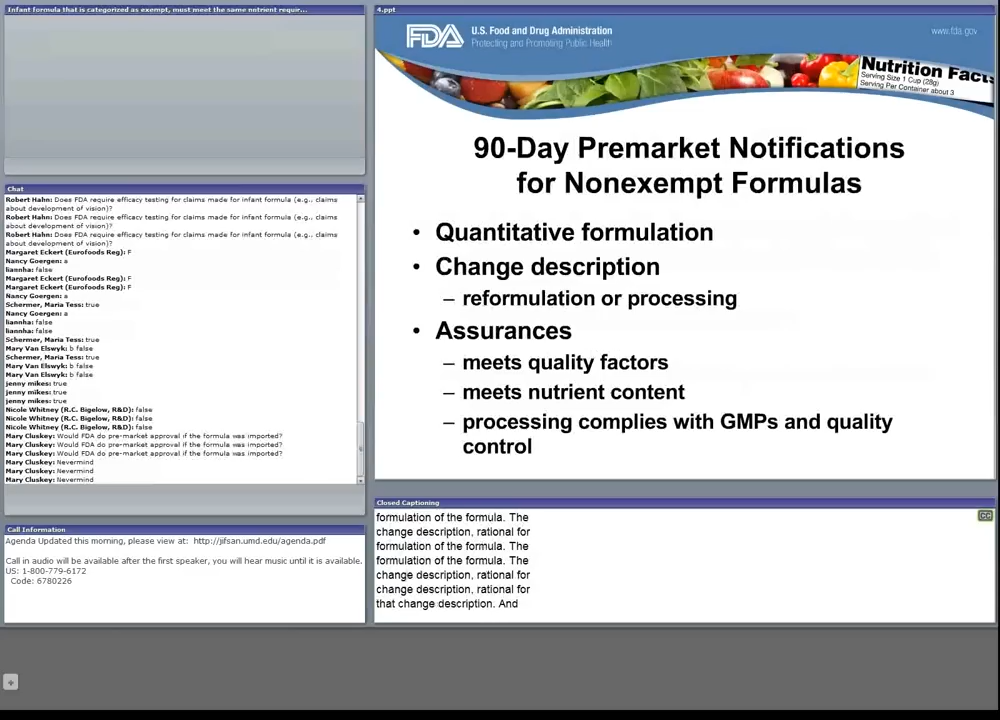 Infant formula that is categorized as exempt, must meet the same nutrient requir...
Chat
Robert Hahn: Does FDA require efficacy testing for claims made for infant formula (e.g., claims
about development of vision)?
Robert Hahn: Does FDA require efficacy testing for claims made for infant formula (e.g., claims
about development of vision)?
Robert Hahn: Does FDA require efficacy testing for claims made for infant formula (e.g., claims
about development of vision)?
Margaret Eckert (Eurofoods Reg): F
Nancy Goergen: a
liannha: false
Margaret Eckert (Eurofoods Reg): F
Margaret Eckert (Eurofoods Reg): F
Nancy Goergen: a
Schermer, Maria Tess: true
Nancy Goergen: a
liannha: false
liannha: false
Schermer, Maria Tess: true
Mary Van Elswyk: b false
Schermer, Maria Tess: true
Mary Van Elswyk: b false
Mary Van Elswyk: b false
jenny mikes: true
jenny mikes: true
jenny mikes: true
Nicole Whitney (R.C. Bigelow, R&D): false
Nicole Whitney (R.C. Bigelow, R&D): false
Nicole Whitney (R.C. Bigelow, R&D): false
Mary Cluskey: Would FDA do pre-market approval if the formula was imported?
Mary Cluskey: Would FDA do pre-market approval if the formula was imported?
Mary Cluskey: Would FDA do pre-market approval if the formula was imported?
Mary Cluskey: Nevermind
Mary Cluskey: Nevermind
Mary Cluskey: Nevermind
Call Information
Agenda Updated this morning, please view at: http://jifsan.umd.edu/agenda.pdf
Call in audio will be available after the first speaker, you will hear music until it is available.
US: 1-800-779-6172
Code: 6780226
4.ppt
FDA U.S. Food and Drug Administration
Protecting and Promoting Public Health
www.fda.gov
Nutrition Facts
Serving Size 1 Cup (28g)
Serving Per Container about 3
90-Day Premarket Notifications
for Nonexempt Formulas
• Quantitative formulation
• Change description
– reformulation or processing
• Assurances
– meets quality factors
– meets nutrient content
– processing complies with GMPs and quality
control
Closed Captioning
CC
formulation of the formula. The
change description, rational for
formulation of the formula. The
formulation of the formula. The
change description, rational for
change description, rational for
that change description. And